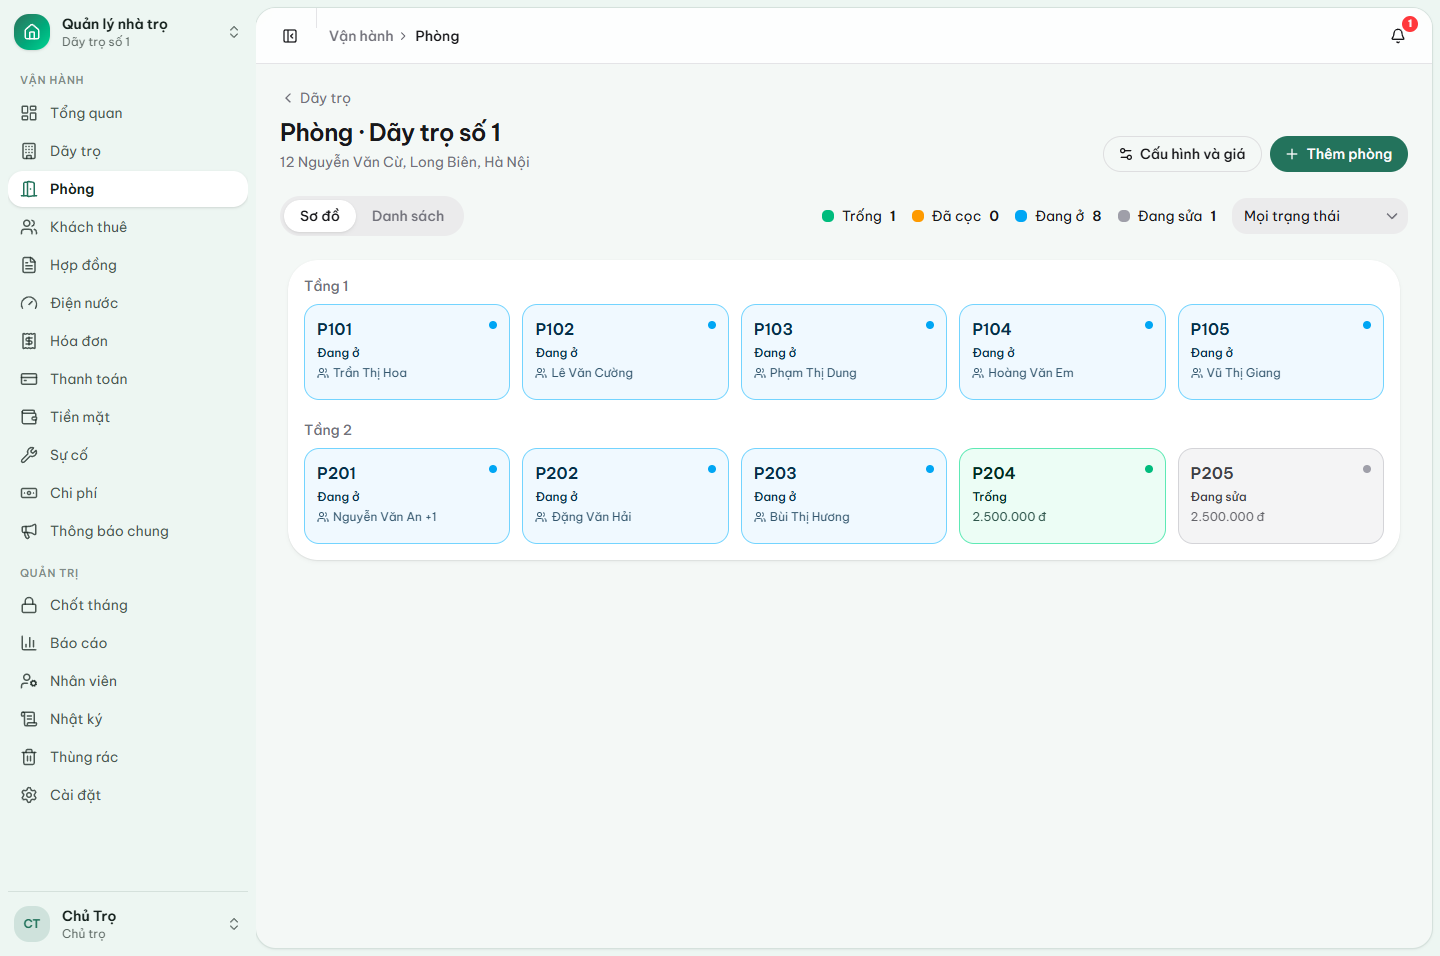 Quản lý nhà trọ
Dãy trọ số 1
VẬN HÀNH
Tổng quan
Dãy trọ
Phòng
Khách thuê
Hợp đồng
Điện nước
Hóa đơn
Thanh toán
Tiền mặt
Sự cố
Chi phí
Thông báo chung
QUẢN TRỊ
Chốt tháng
Báo cáo
Nhân viên
Nhật ký
Thùng rác
Cài đặt
CT
Chủ Trọ
Chủ trọ
Vận hành > Phòng
1
Dãy trọ
Phòng · Dãy trọ số 1
12 Nguyễn Văn Cừ, Long Biên, Hà Nội
Cấu hình và giá
Thêm phòng
Sơ đồ
Danh sách
Trống 1
Đã cọc 0
Đang ở 8
Đang sửa 1
Mọi trạng thái
Tầng 1
P101
Đang ở
Trần Thị Hoa
P102
Đang ở
Lê Văn Cường
P103
Đang ở
Phạm Thị Dung
P104
Đang ở
Hoàng Văn Em
P105
Đang ở
Vũ Thị Giang
Tầng 2
P201
Đang ở
Nguyễn Văn An +1
P202
Đang ở
Đặng Văn Hải
P203
Đang ở
Bùi Thị Hương
P204
Trống
2.500.000 đ
P205
Đang sửa
2.500.000 đ